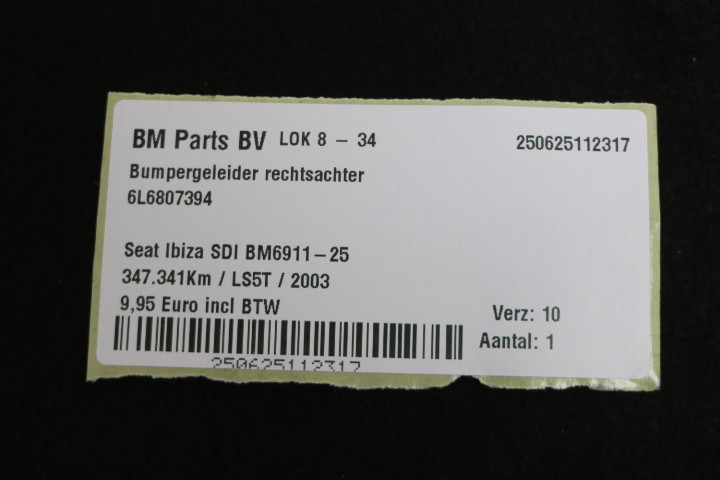 BM Parts BV LOK 8 - 34 250625112317
Bumpergeleider rechtsachter
6L6807394
Seat Ibiza SDI BM6911-25
347.341Km / LS5T / 2003
9,95 Euro incl BTW
Verz: 10
Aantal: 1
250625112317